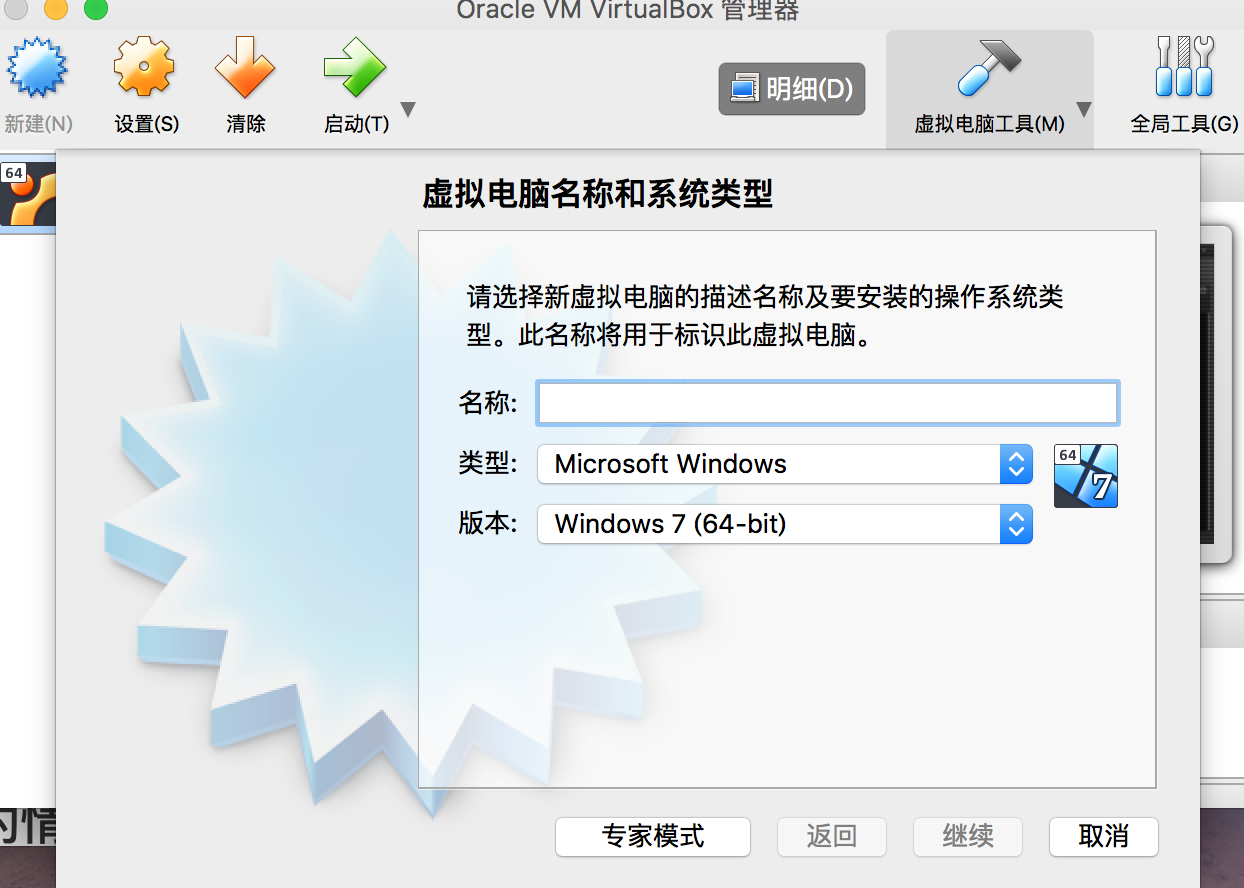 Oracle VM VirtualBox 管理器
新建(N)
设置(S)
清除
启动(T)
明细(D)
虚拟电脑工具(M)
全局工具(G)
64
虚拟电脑名称和系统类型
请选择新虚拟电脑的描述名称及要安装的操作系统类
型。此名称将用于标识此虚拟电脑。
名称:
类型: Microsoft Windows
64
7
版本: Windows 7 (64-bit)
专家模式
返回
继续
取消